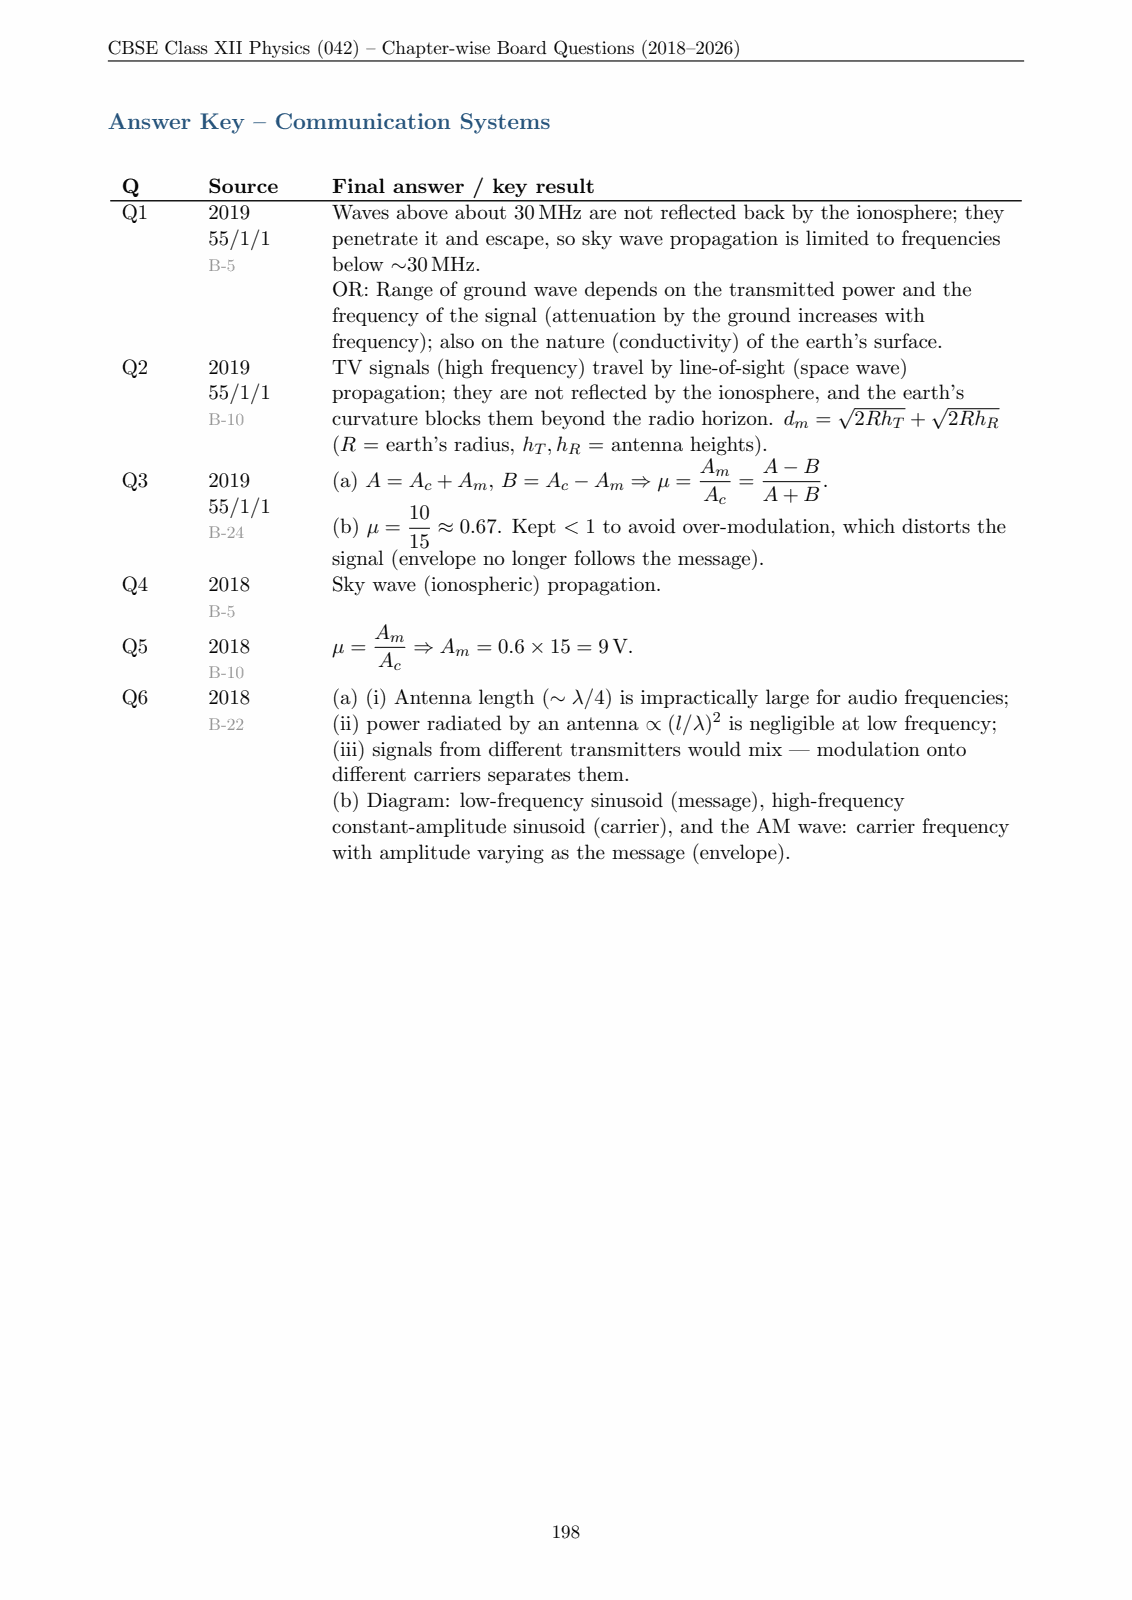 CBSE Class XII Physics (042) – Chapter-wise Board Questions (2018–2026)
Answer Key – Communication Systems
Q Source Final answer / key result
Q1 2019 Waves above about 30 MHz are not reflected back by the ionosphere; they
55/1/1 penetrate it and escape, so sky wave propagation is limited to frequencies
B-5 below ∼30 MHz.
OR: Range of ground wave depends on the transmitted power and the
frequency of the signal (attenuation by the ground increases with
frequency); also on the nature (conductivity) of the earth's surface.
Q2 2019 TV signals (high frequency) travel by line-of-sight (space wave)
55/1/1 propagation; they are not reflected by the ionosphere, and the earth's
B-10 curvature blocks them beyond the radio horizon. d_m = √(2Rh_T) + √(2Rh_R)
(R = earth's radius, h_T, h_R = antenna heights).
Q3 2019 (a) A = A_c + A_m, B = A_c − A_m ⇒ μ = A_m/A_c = (A − B)/(A + B).
55/1/1
B-24 (b) μ = 10/15 ≈ 0.67. Kept < 1 to avoid over-modulation, which distorts the
signal (envelope no longer follows the message).
Q4 2018 Sky wave (ionospheric) propagation.
B-5
Q5 2018 μ = A_m/A_c ⇒ A_m = 0.6 × 15 = 9 V.
B-10
Q6 2018 (a) (i) Antenna length (∼ λ/4) is impractically large for audio frequencies;
B-22 (ii) power radiated by an antenna ∝ (l/λ)² is negligible at low frequency;
(iii) signals from different transmitters would mix — modulation onto
different carriers separates them.
(b) Diagram: low-frequency sinusoid (message), high-frequency
constant-amplitude sinusoid (carrier), and the AM wave: carrier frequency
with amplitude varying as the message (envelope).
198